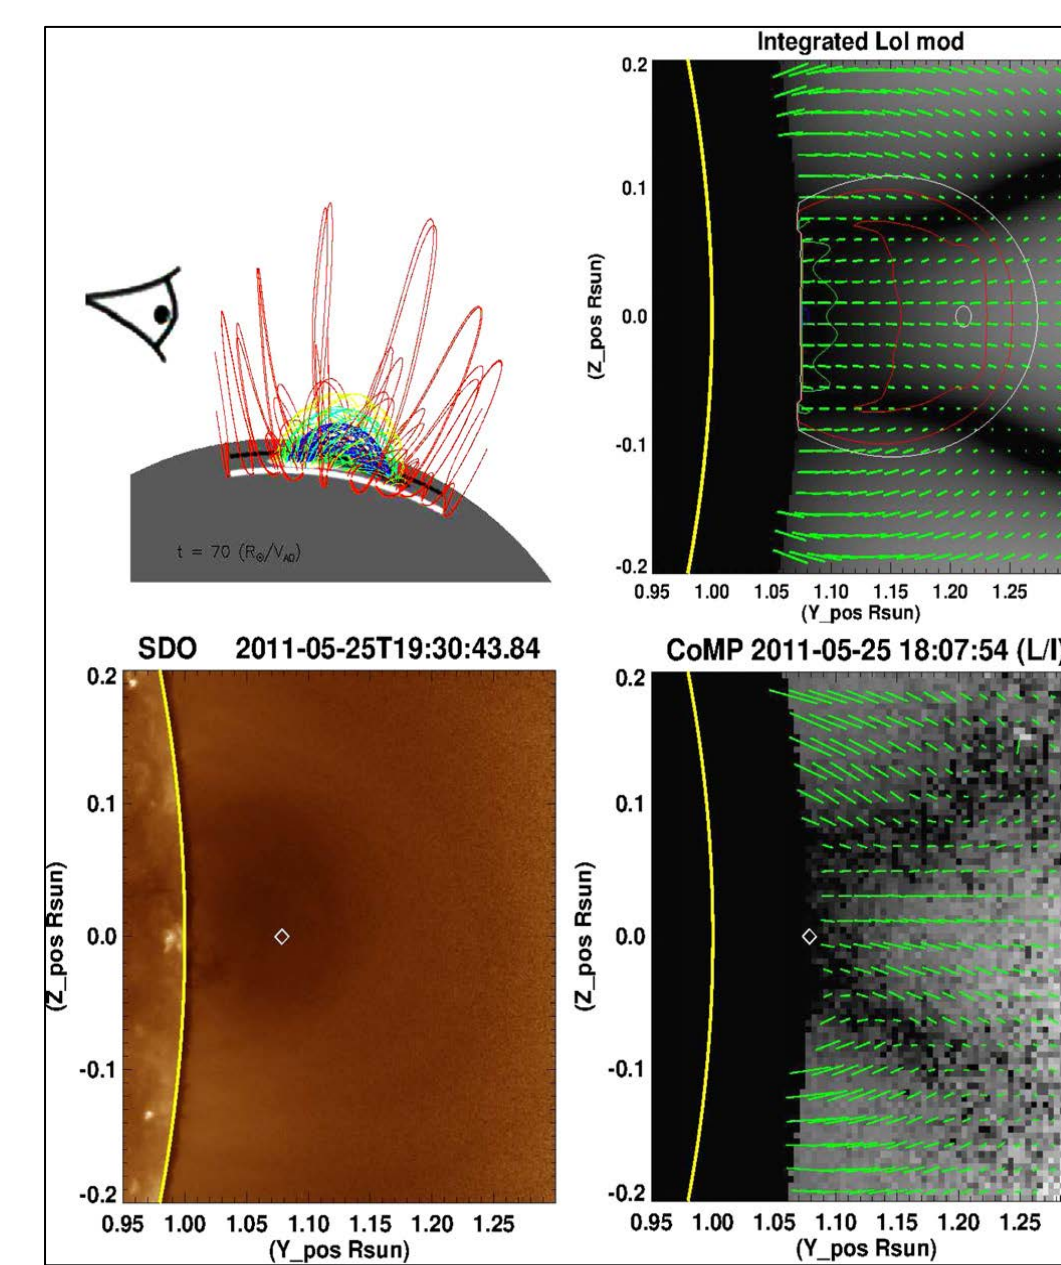 Integrated LoI mod
0.2
0.1
0.0
-0.1
-0.2
(Z_pos Rsun)
0.95 1.00 1.05 1.10 1.15 1.20 1.25
(Y_pos Rsun)
t = 70 (R☉/V_A0)
SDO 2011-05-25T19:30:43.84
0.2
0.1
0.0
-0.1
-0.2
(Z_pos Rsun)
0.95 1.00 1.05 1.10 1.15 1.20 1.25
(Y_pos Rsun)
CoMP 2011-05-25 18:07:54 (L/I)
0.2
0.1
0.0
-0.1
-0.2
(Z_pos Rsun)
0.95 1.00 1.05 1.10 1.15 1.20 1.25
(Y_pos Rsun)